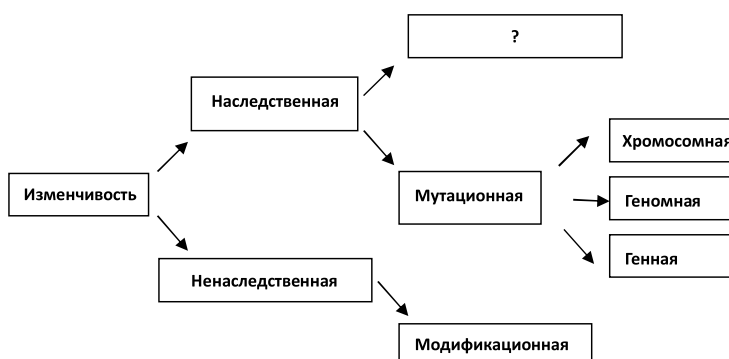 ?
Наследственная
Хромосомная
Изменчивость
Мутационная
Геномная
Генная
Ненаследственная
Модификационная